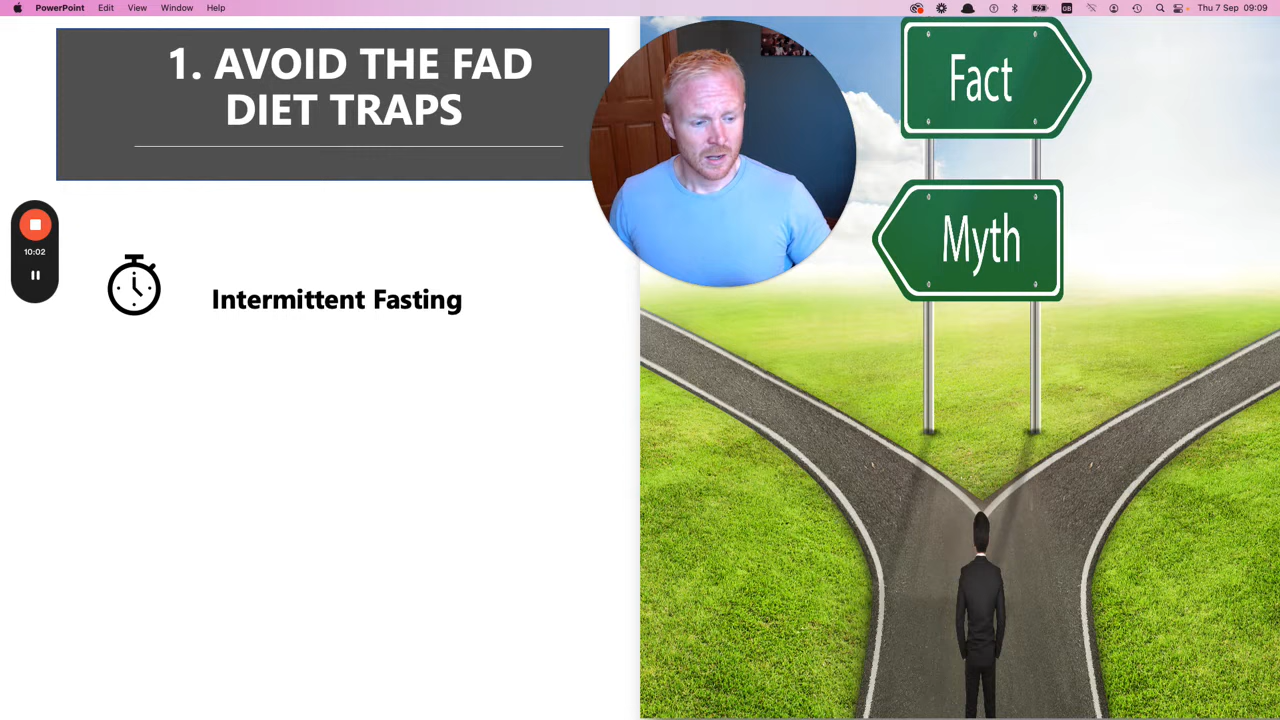 PowerPoint Edit View Window Help
GB
Thu 7 Sep 09:09
1. AVOID THE FAD
DIET TRAPS
Fact
Myth
10:02
Intermittent Fasting